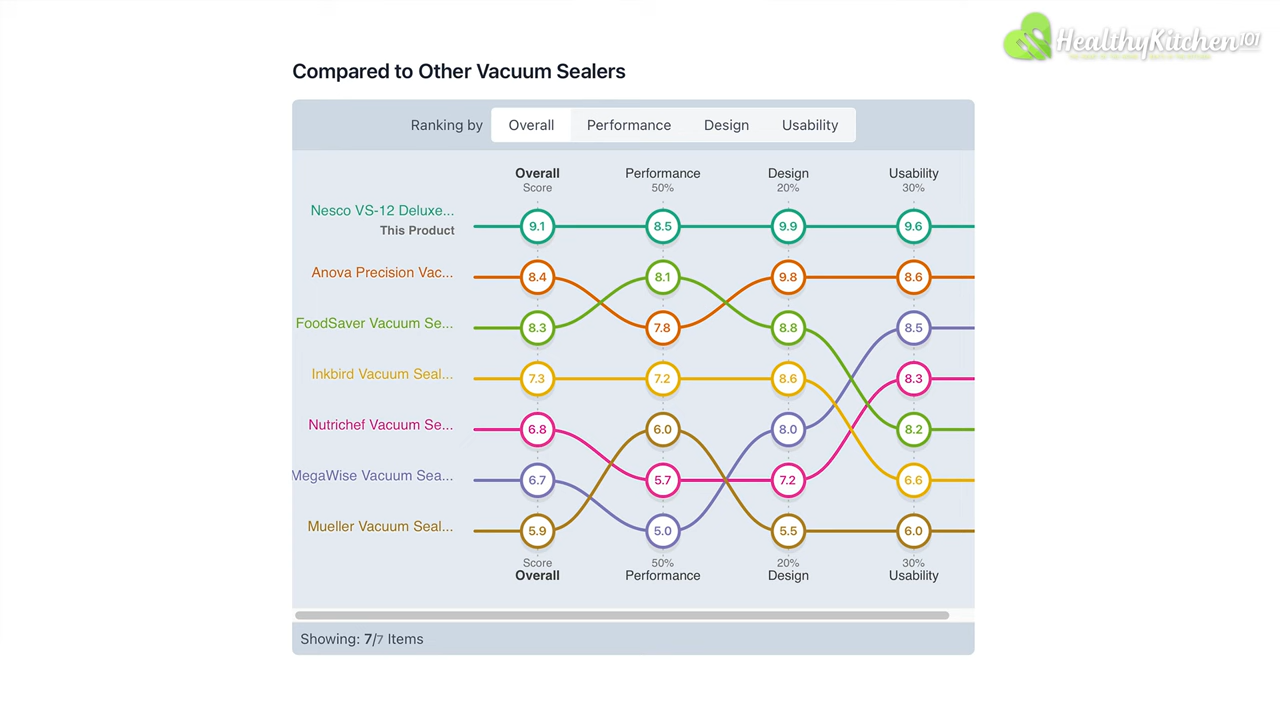 HealthyKitchen101
Compared to Other Vacuum Sealers
Ranking by Overall Performance Design Usability
Overall Performance Design Usability
Score 50% 20% 30%
Nesco VS-12 Deluxe... 9.1 8.5 9.9 9.6
This Product
Anova Precision Vac... 8.4 8.1 9.8 8.6
FoodSaver Vacuum Se... 8.3 7.8 8.8 8.5
Inkbird Vacuum Seal... 7.3 7.2 8.6 8.3
Nutrichef Vacuum Se... 6.8 6.0 8.0 8.2
MegaWise Vacuum Sea... 6.7 5.7 7.2 6.6
Mueller Vacuum Seal... 5.9 5.0 5.5 6.0
Score 50% 20% 30%
Overall Performance Design Usability
Showing: 7/7 Items